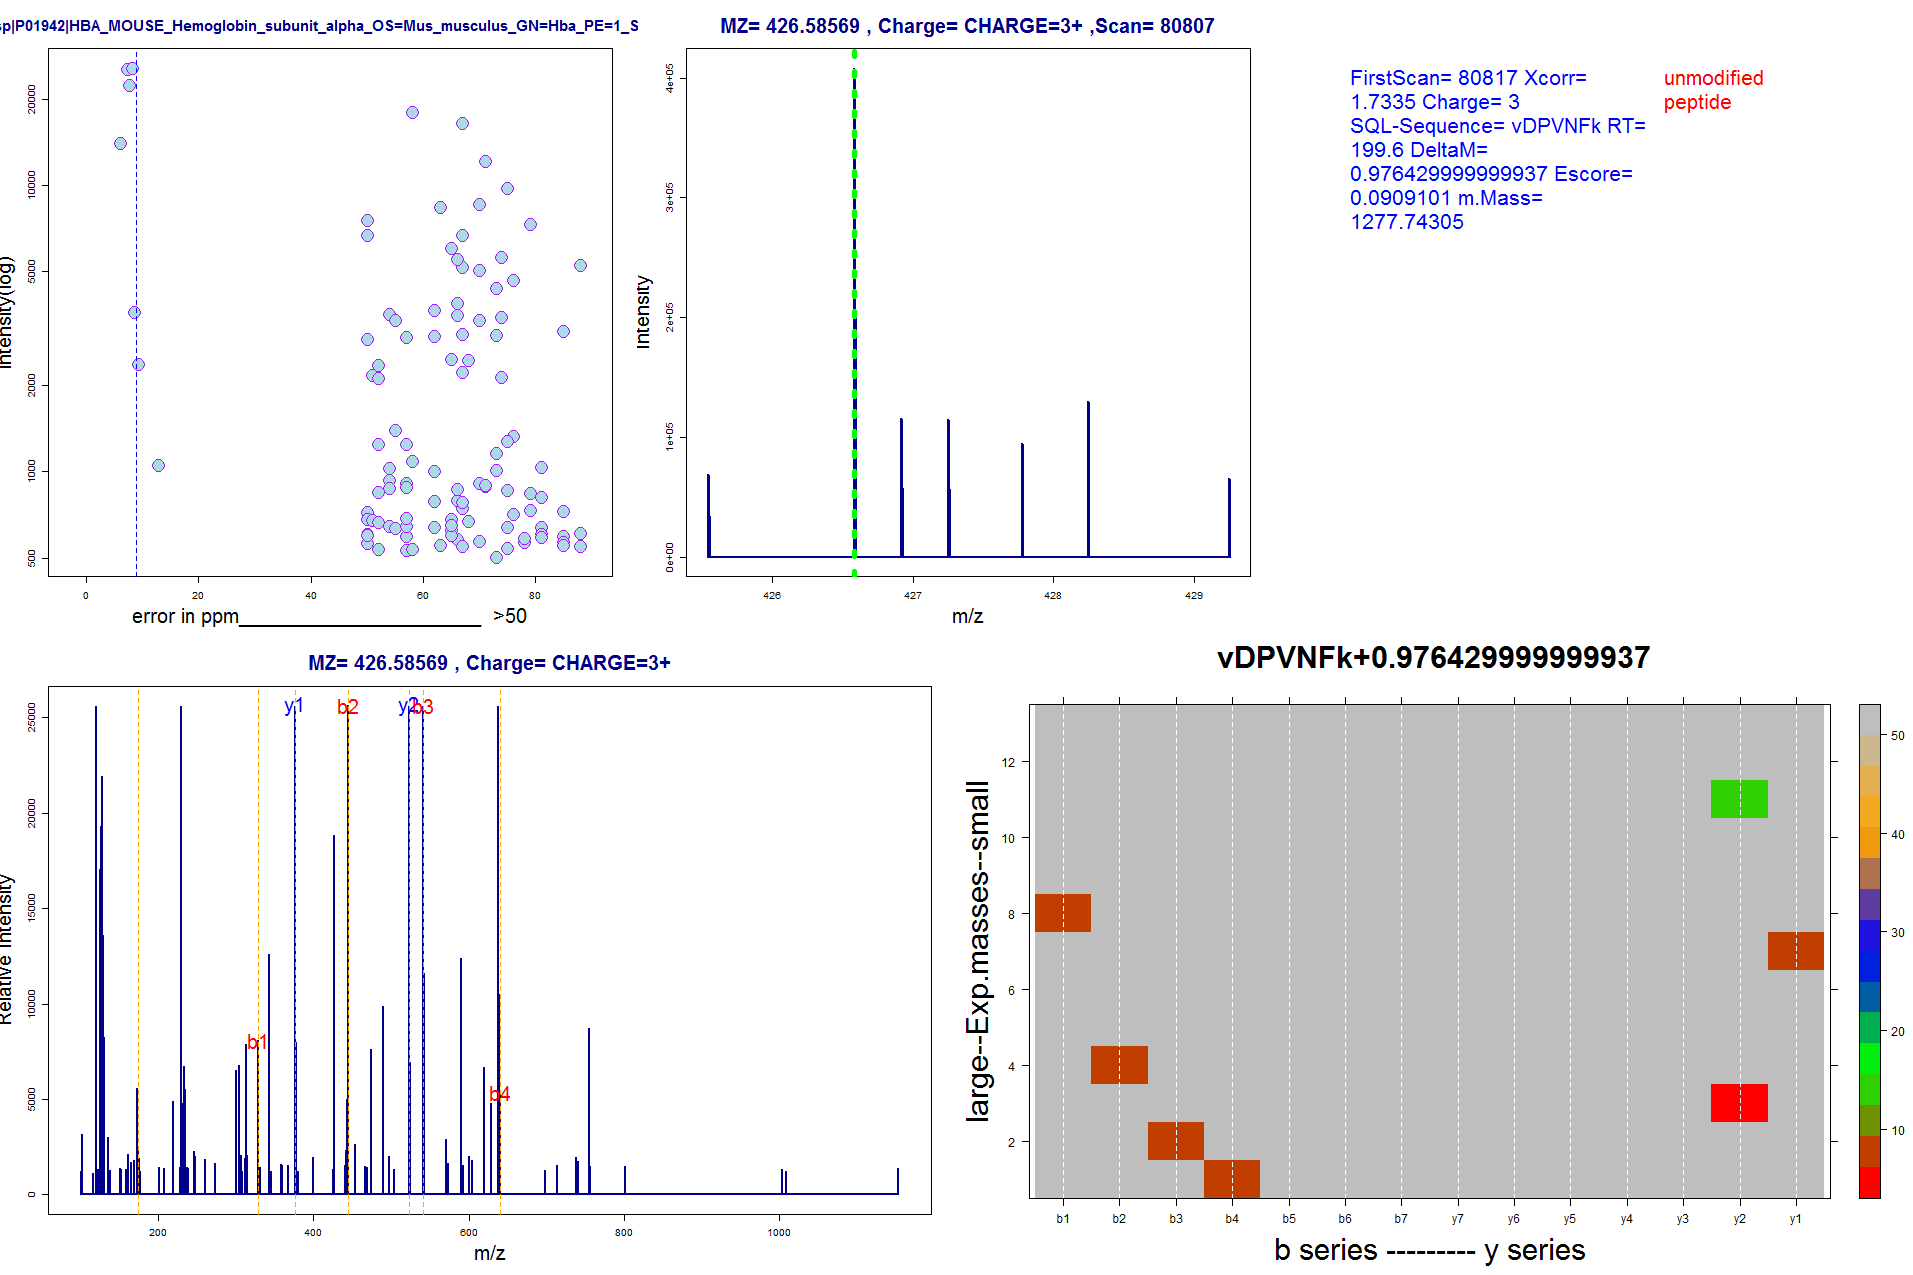 sp|P01942|HBA_MOUSE_Hemoglobin_subunit_alpha_OS=Mus_musculus_GN=Hba_PE=1_S
Intensity(log)
20000
10000
5000
2000
1000
500
0
20
40
60
80
error in ppm______________________ >50
MZ= 426.58569 , Charge= CHARGE=3+ ,Scan= 80807
Intensity
4e+05
3e+05
2e+05
1e+05
0e+00
426
427
428
429
m/z
FirstScan= 80817 Xcorr=
1.7335 Charge= 3
SQL-Sequence= vDPVNFk RT=
199.6 DeltaM=
0.976429999999937 Escore=
0.0909101 m.Mass=
1277.74305
unmodified
peptide
MZ= 426.58569 , Charge= CHARGE=3+
Relative Intensity
25000
20000
15000
10000
5000
0
y1
b2
y2
b3
b1
b4
200
400
600
800
1000
m/z
vDPVNFk+0.976429999999937
large--Exp.masses--small
12
10
8
6
4
2
b1
b2
b3
b4
b5
b6
b7
y7
y6
y5
y4
y3
y2
y1
b series --------- y series
50
40
30
20
10